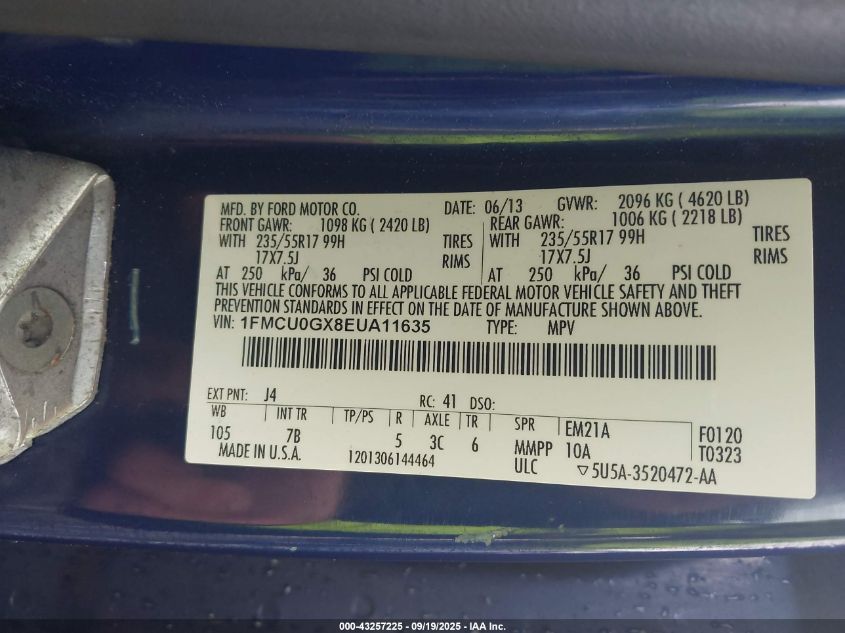 MFD. BY FORD MOTOR CO. DATE: 06/13 GVWR: 2096 KG ( 4620 LB)
FRONT GAWR: 1098 KG ( 2420 LB) REAR GAWR: 1006 KG ( 2218 LB)
WITH 235/55R17 99H TIRES WITH 235/55R17 99H TIRES
17X7.5J RIMS 17X7.5J RIMS
AT 250 kPa/ 36 PSI COLD AT 250 kPa/ 36 PSI COLD
THIS VEHICLE CONFORMS TO ALL APPLICABLE FEDERAL MOTOR VEHICLE SAFETY AND THEFT
PREVENTION STANDARDS IN EFFECT ON THE DATE OF MANUFACTURE SHOWN ABOVE.
VIN: 1FMCU0GX8EUA11635 TYPE: MPV
EXT PNT: J4 RC: 41 DSO:
WB INT TR TP/PS R AXLE TR SPR EM21A F0120
105 7B 5 3C 6 MMPP 10A T0323
MADE IN U.S.A. 1201306144464 ULC ▽5U5A-3520472-AA
000-43257225 - 09/19/2025 - IAA Inc.